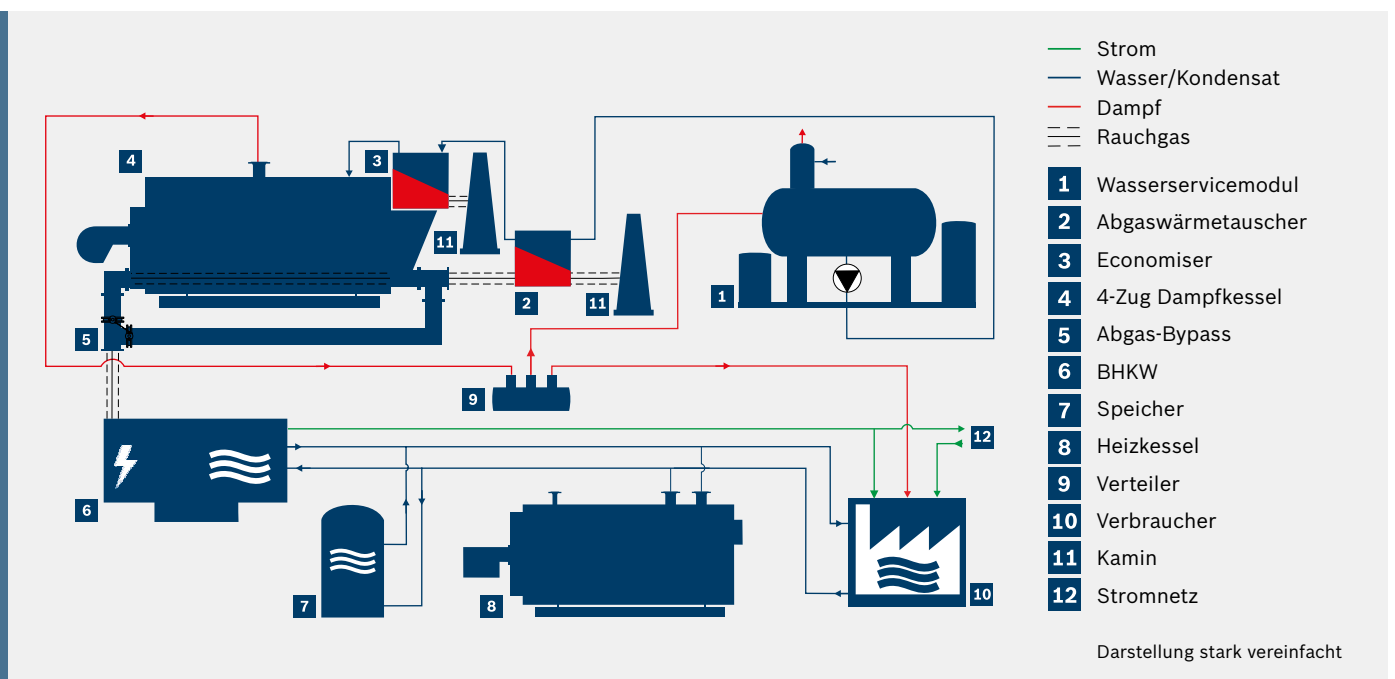 Strom
Wasser/Kondensat
Dampf
Rauchgas
1 Wasserservicemodul
2 Abgaswärmetauscher
3 Economiser
4 4-Zug Dampfkessel
5 Abgas-Bypass
6 BHKW
7 Speicher
8 Heizkessel
9 Verteiler
10 Verbraucher
11 Kamin
12 Stromnetz
Darstellung stark vereinfacht
4
3
11
2
11
1
5
9
12
6
7
8
10